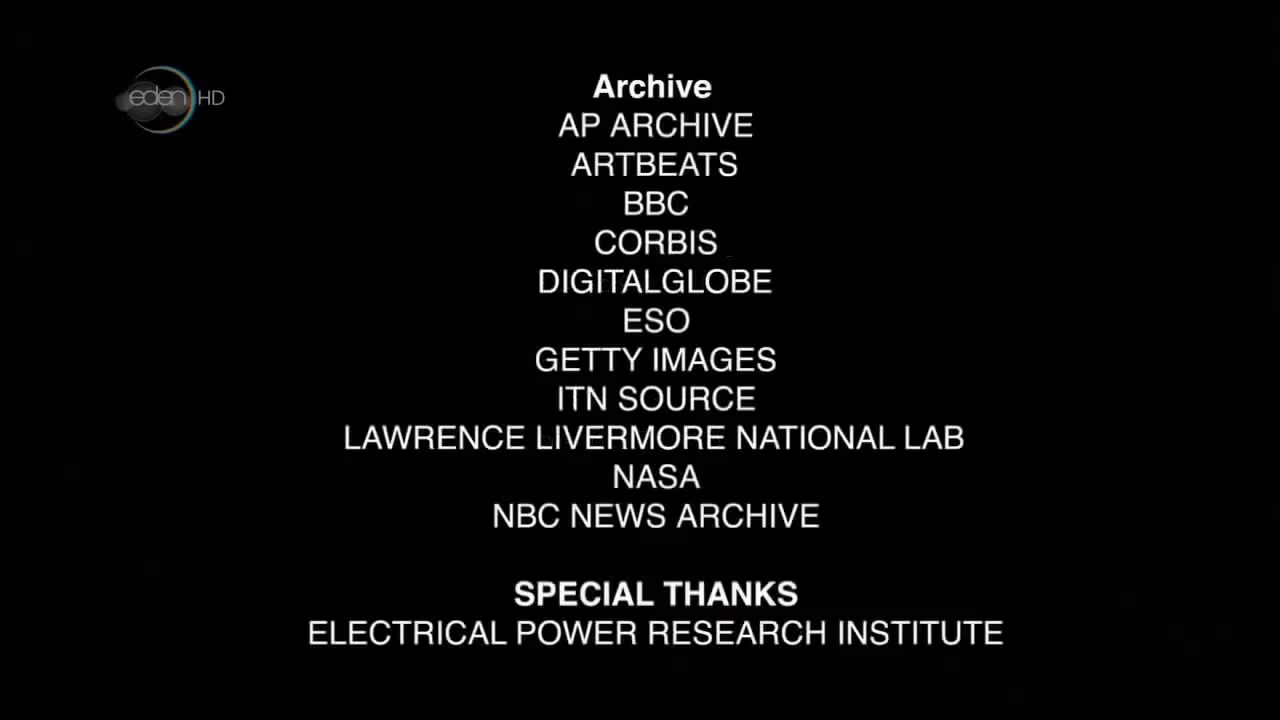 eden HD
Archive
AP ARCHIVE
ARTBEATS
BBC
CORBIS
DIGITALGLOBE
ESO
GETTY IMAGES
ITN SOURCE
LAWRENCE LIVERMORE NATIONAL LAB
NASA
NBC NEWS ARCHIVE
SPECIAL THANKS
ELECTRICAL POWER RESEARCH INSTITUTE